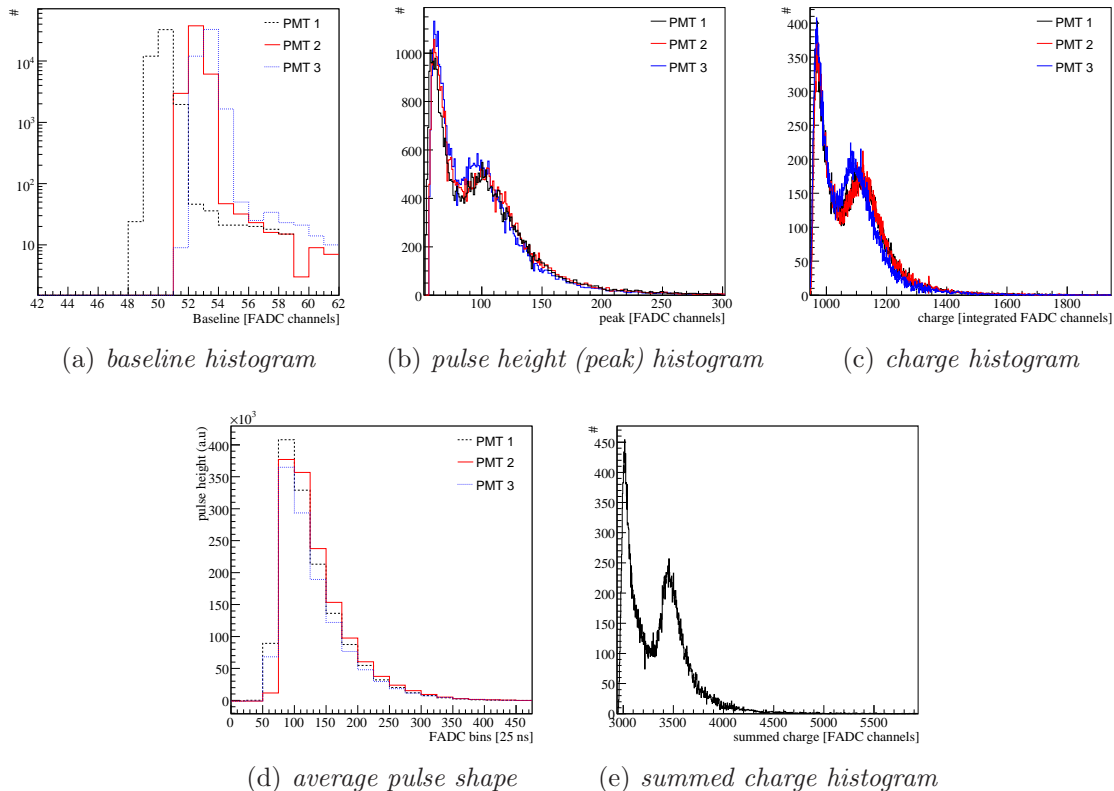 #
PMT 1
PMT 2
PMT 3
10⁴
10³
10²
10
42 44 46 48 50 52 54 56 58 60 62
Baseline [FADC channels]
(a) baseline histogram
#
PMT 1
PMT 2
PMT 3
1000
800
600
400
200
0
100 150 200 250 300
peak [FADC channels]
(b) pulse height (peak) histogram
#
PMT 1
PMT 2
PMT 3
400
350
300
250
200
150
100
50
0
1000 1200 1400 1600 1800
charge [integrated FADC channels]
(c) charge histogram
×10³
pulse height (a.u)
PMT 1
PMT 2
PMT 3
400
350
300
250
200
150
100
50
0
0 50 100 150 200 250 300 350 400 450
FADC bins [25 ns]
(d) average pulse shape
#
450
400
350
300
250
200
150
100
50
0
3000 3500 4000 4500 5000 5500
summed charge [FADC channels]
(e) summed charge histogram